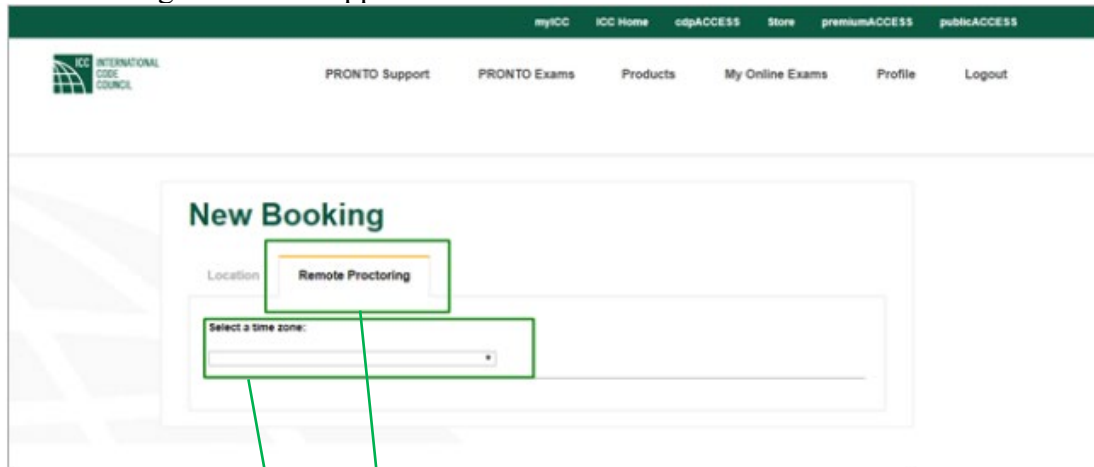 myICC ICC Home cdpACCESS Store premiumACCESS publicACCESS
ICC INTERNATIONAL
CODE
COUNCIL
PRONTO Support PRONTO Exams Products My Online Exams Profile Logout
New Booking
Location Remote Proctoring
Select a time zone: